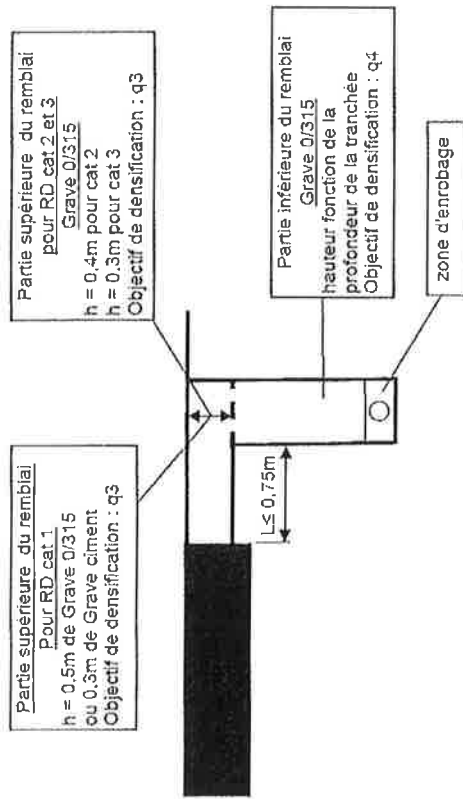 Partie supérieure du remblai
Pour RD cat 1
h = 0.5m de Grave 0/315
ou 0.3m de Grave ciment
Objectif de densification : q3
Partie supérieure du remblai
pour RD cat 2 et 3
Grave 0/315
h = 0.4m pour cat 2
h = 0.3m pour cat 3
Objectif de densification : q3
L≤ 0,75m
Partie inférieure du remblai
Grave 0/315
hauteur fonction de la
profondeur de la tranchée
Objectif de densification : q4
zone d'enrobage